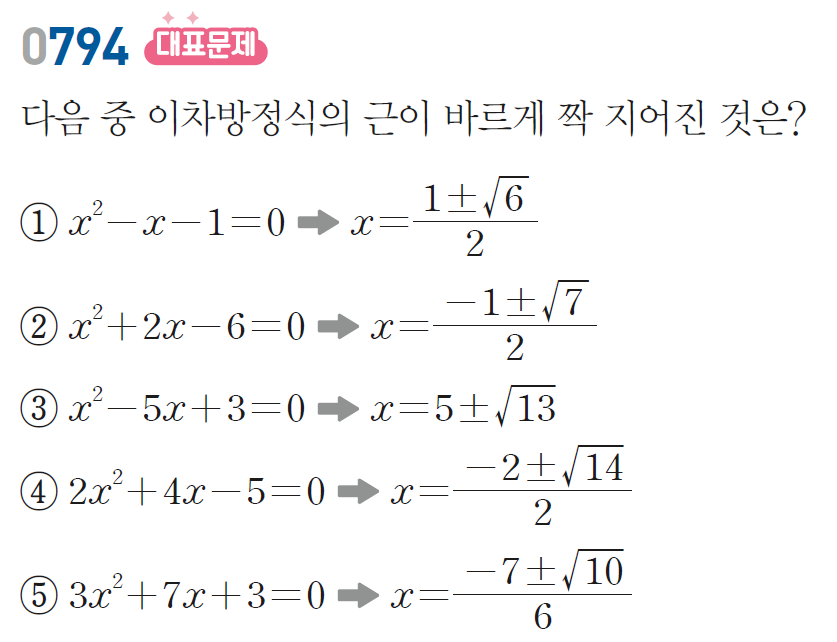 0794 대표문제
다음 중 이차방정식의 근이 바르게 짝 지어진 것은?
① x²-x-1=0 ➡ x=(1±√6)/2
② x²+2x-6=0 ➡ x=(-1±√7)/2
③ x²-5x+3=0 ➡ x=5±√13
④ 2x²+4x-5=0 ➡ x=(-2±√14)/2
⑤ 3x²+7x+3=0 ➡ x=(-7±√10)/6